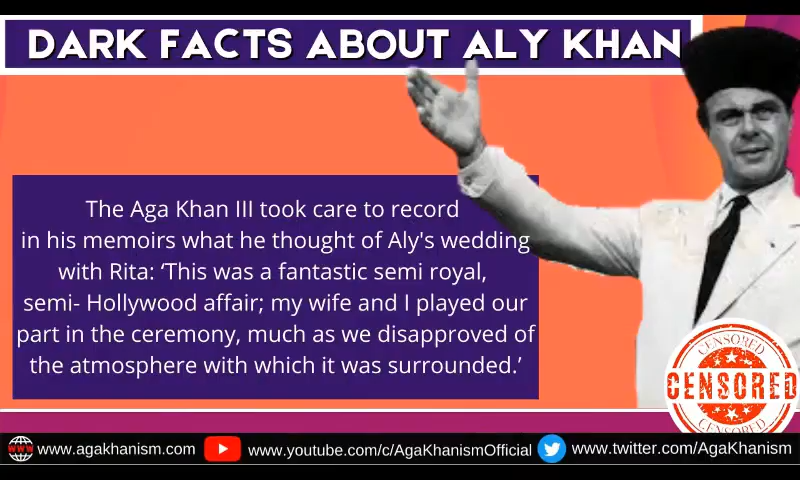 DARK FACTS ABOUT ALY KHAN
The Aga Khan III took care to record
in his memoirs what he thought of Aly's wedding
with Rita: ‘This was a fantastic semi royal,
semi- Hollywood affair; my wife and I played our
part in the ceremony, much as we disapproved of
the atmosphere with which it was surrounded.’
CENSORED
CENSORED
CENSORED
www.agakhanism.com www.youtube.com/c/AgaKhanismOfficial www.twitter.com/AgaKhanism